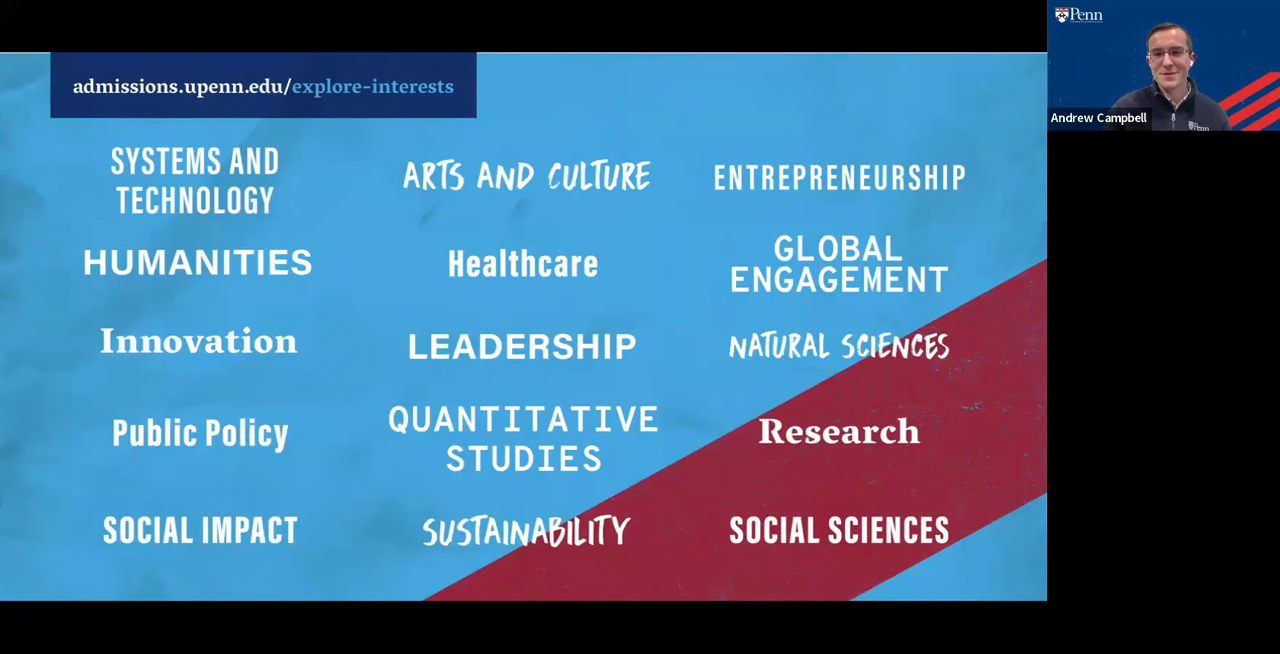 admissions.upenn.edu/explore-interests
SYSTEMS AND
TECHNOLOGY
ARTS AND CULTURE
ENTREPRENEURSHIP
HUMANITIES
Healthcare
GLOBAL
ENGAGEMENT
Innovation
LEADERSHIP
NATURAL SCIENCES
Public Policy
QUANTITATIVE
STUDIES
Research
SOCIAL IMPACT
SUSTAINABILITY
SOCIAL SCIENCES
Penn
Penn
Andrew Campbell